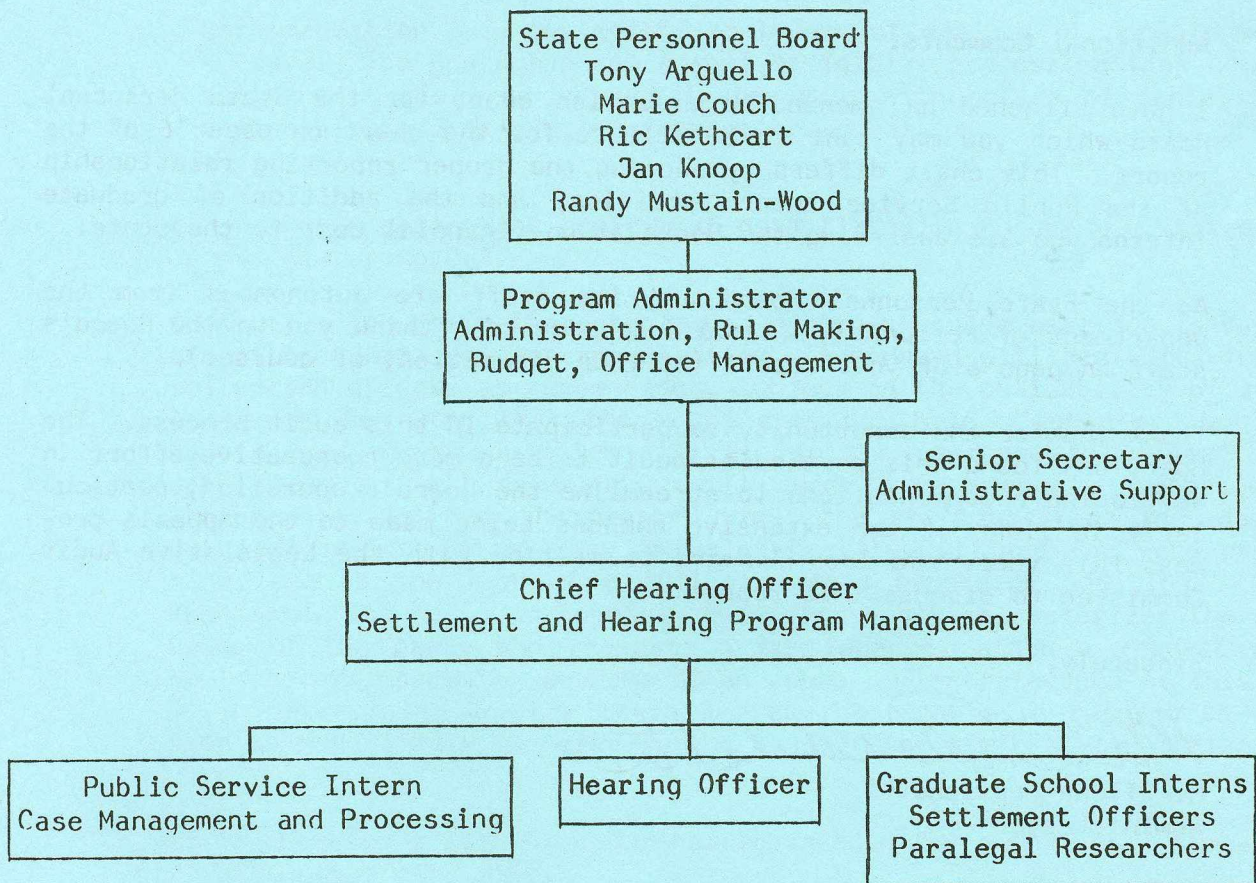 State Personnel Board
Tony Arguello
Marie Couch
Ric Kethcart
Jan Knoop
Randy Mustain-Wood
Program Administrator
Administration, Rule Making,
Budget, Office Management
Senior Secretary
Administrative Support
Chief Hearing Officer
Settlement and Hearing Program Management
Public Service Intern
Case Management and Processing
Hearing Officer
Graduate School Interns
Settlement Officers
Paralegal Researchers